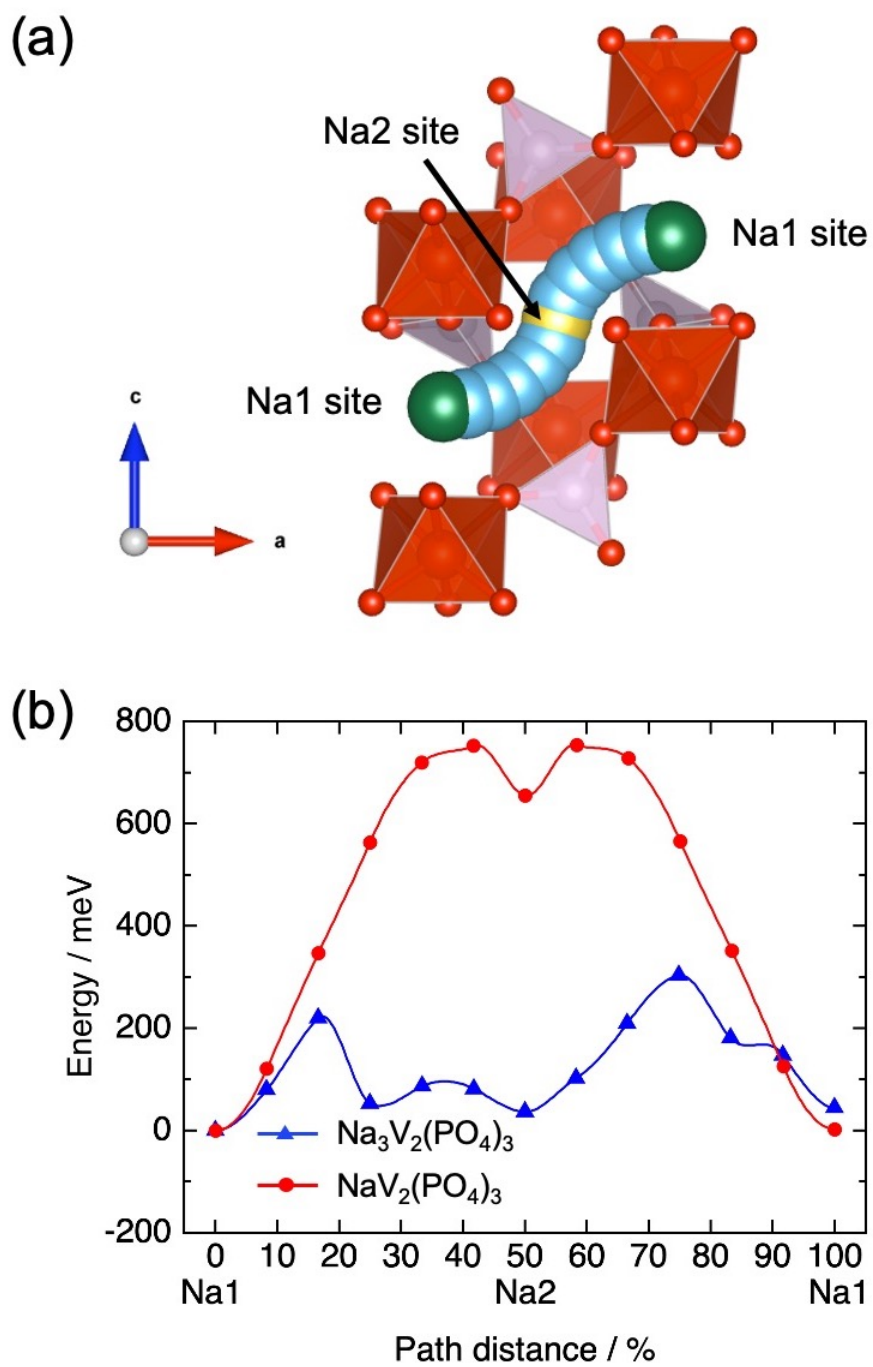 (a)
Na2 site
Na1 site
Na1 site
c
a
(b)
800
600
400
200
0
-200
Energy / meV
Na₃V₂(PO₄)₃
NaV₂(PO₄)₃
0 10 20 30 40 50 60 70 80 90 100
Na1 Na2 Na1
Path distance / %